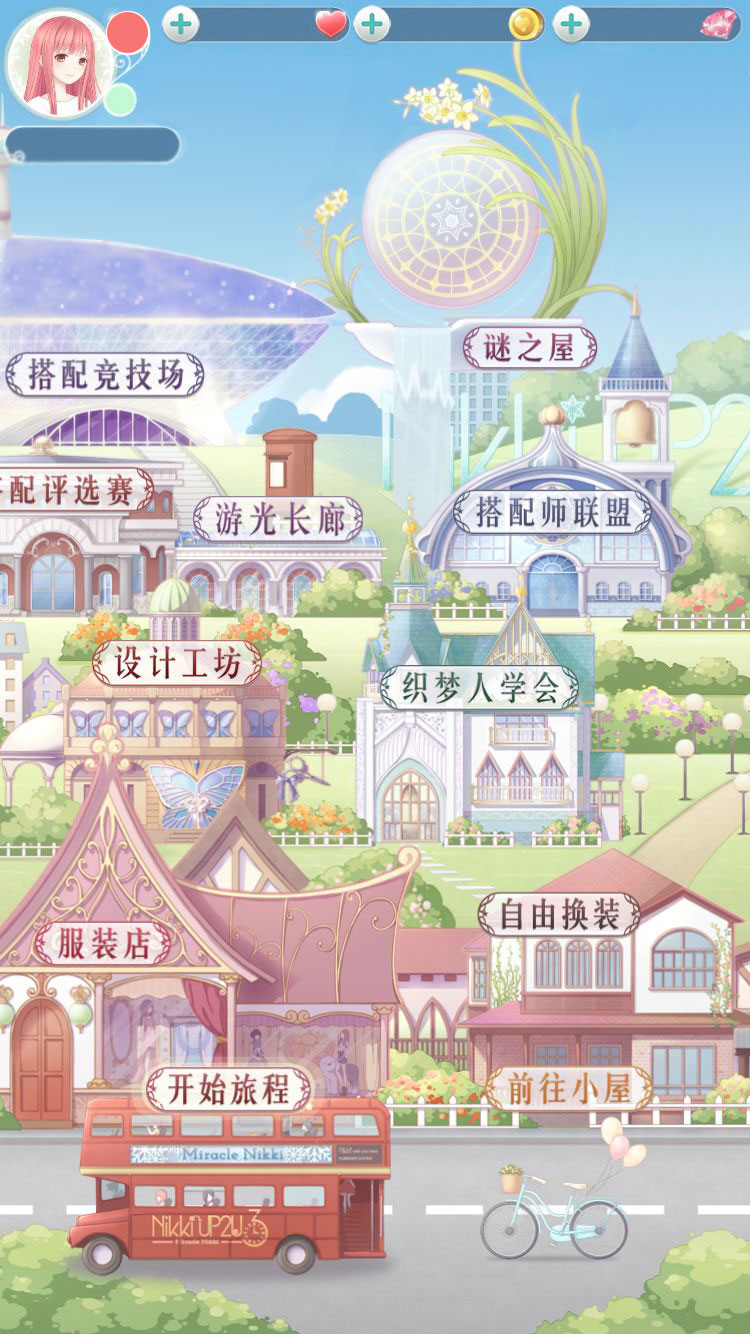 谜之屋
搭配竞技场
配评选赛
游光长廊
搭配师联盟
设计工坊
织梦人学会
自由换装
服装店
开始旅程
前往小屋
Miracle Nikki
Nikki UP2U3